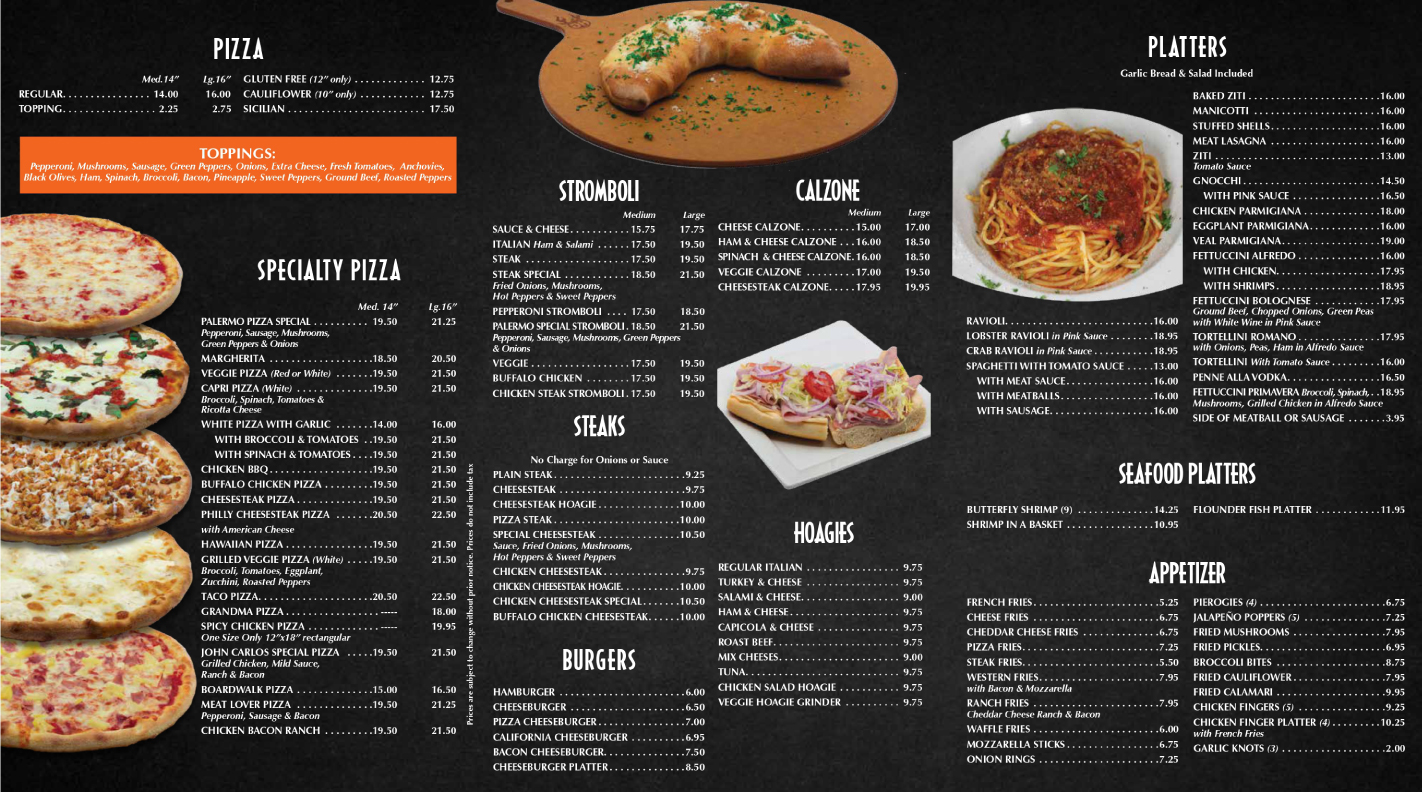 PIZZA
Med.14" Lg.16"
REGULAR. . . . . . . . . . . . . . . 14.00 16.00
TOPPING. . . . . . . . . . . . . . . 2.25 2.75
GLUTEN FREE (12" only) . . . . . . . . . . . . . 12.75
CAULIFLOWER (10" only) . . . . . . . . . . . . 12.75
SICILIAN . . . . . . . . . . . . . . . . . . . . . . . . . 17.50
TOPPINGS:
Pepperoni, Mushrooms, Sausage, Green Peppers, Onions, Extra Cheese, Fresh Tomatoes, Anchovies,
Black Olives, Ham, Spinach, Broccoli, Bacon, Pineapple, Sweet Peppers, Ground Beef, Roasted Peppers
SPECIALTY PIZZA
Med. 14" Lg.16"
PALERMO PIZZA SPECIAL . . . . . . . . . . 19.50 21.25
Pepperoni, Sausage, Mushrooms,
Green Peppers & Onions
MARGHERITA . . . . . . . . . . . . . . . . . . .18.50 20.50
VEGGIE PIZZA (Red or White) . . . . . . . .19.50 21.50
CAPRI PIZZA (White) . . . . . . . . . . . . . . .19.50 21.50
Broccoli, Spinach, Tomatoes &
Ricotta Cheese
WHITE PIZZA WITH GARLIC . . . . . . .14.00 16.00
WITH BROCCOLI & TOMATOES . .19.50 21.50
WITH SPINACH & TOMATOES . . . .19.50 21.50
CHICKEN BBQ . . . . . . . . . . . . . . . . . . .19.50 21.50
BUFFALO CHICKEN PIZZA . . . . . . . . .19.50 21.50
CHEESESTEAK PIZZA . . . . . . . . . . . . . .19.50 21.50
PHILLY CHEESESTEAK PIZZA . . . . . . .20.50 22.50
with American Cheese
HAWAIIAN PIZZA . . . . . . . . . . . . . . . .19.50 21.50
GRILLED VEGGIE PIZZA (White) . . . . .19.50 21.50
Broccoli, Tomatoes, Eggplant,
Zucchini, Roasted Peppers
TACO PIZZA. . . . . . . . . . . . . . . . . . . . .20.50 22.50
GRANDMA PIZZA . . . . . . . . . . . . . . . . . ----- 18.00
SPICY CHICKEN PIZZA . . . . . . . . . . . . .----- 19.95
One Size Only 12"x18" rectangular
JOHN CARLOS SPECIAL PIZZA . . . . .19.50 21.50
Grilled Chicken, Mild Sauce,
Ranch & Bacon
BOARDWALK PIZZA . . . . . . . . . . . . . .15.00 16.50
MEAT LOVER PIZZA . . . . . . . . . . . . . .19.50 21.25
Pepperoni, Sausage & Bacon
CHICKEN BACON RANCH . . . . . . . . .19.50 21.50
Prices are subject to change without prior notice. Prices do not include tax
STROMBOLI
Medium Large
SAUCE & CHEESE. . . . . . . . . . . 15.75 17.75
ITALIAN Ham & Salami . . . . . . 17.50 19.50
STEAK . . . . . . . . . . . . . . . . . . . 17.50 19.50
STEAK SPECIAL . . . . . . . . . . . . 18.50 21.50
Fried Onions, Mushrooms,
Hot Peppers & Sweet Peppers
PEPPERONI STROMBOLI . . . . 17.50 18.50
PALERMO SPECIAL STROMBOLI . 18.50 21.50
Pepperoni, Sausage, Mushrooms, Green Peppers
& Onions
VEGGIE . . . . . . . . . . . . . . . . . . 17.50 19.50
BUFFALO CHICKEN . . . . . . . . 17.50 19.50
CHICKEN STEAK STROMBOLI . 17.50 19.50
STEAKS
No Charge for Onions or Sauce
PLAIN STEAK . . . . . . . . . . . . . . . . . . . . . . .9.25
CHEESESTEAK . . . . . . . . . . . . . . . . . . . . . .9.75
CHEESESTEAK HOAGIE. . . . . . . . . . . . . . .10.00
PIZZA STEAK . . . . . . . . . . . . . . . . . . . . . .10.00
SPECIAL CHEESESTEAK . . . . . . . . . . . . . . .10.50
Sauce, Fried Onions, Mushrooms,
Hot Peppers & Sweet Peppers
CHICKEN CHEESESTEAK . . . . . . . . . . . . . . .9.75
CHICKEN CHEESESTEAK HOAGIE. . . . . . . . . . .10.00
CHICKEN CHEESESTEAK SPECIAL. . . . . . .10.50
BUFFALO CHICKEN CHEESESTEAK. . . . . .10.00
BURGERS
HAMBURGER . . . . . . . . . . . . . . . . . . . . . .6.00
CHEESEBURGER . . . . . . . . . . . . . . . . . . . .6.50
PIZZA CHEESEBURGER . . . . . . . . . . . . . . .7.00
CALIFORNIA CHEESEBURGER . . . . . . . . . 6.95
BACON CHEESEBURGER. . . . . . . . . . . . . .7.50
CHEESEBURGER PLATTER . . . . . . . . . . . . .8.50
CALZONE
Medium Large
CHEESE CALZONE. . . . . . . . . 15.00 17.00
HAM & CHEESE CALZONE . . . 16.00 18.50
SPINACH & CHEESE CALZONE. 16.00 18.50
VEGGIE CALZONE . . . . . . . . . 17.00 19.50
CHEESESTEAK CALZONE. . . . . 17.95 19.95
HOAGIES
REGULAR ITALIAN . . . . . . . . . . . . . . . . 9.75
TURKEY & CHEESE . . . . . . . . . . . . . . . . 9.75
SALAMI & CHEESE. . . . . . . . . . . . . . . . . 9.00
HAM & CHEESE . . . . . . . . . . . . . . . . . . . 9.75
CAPICOLA & CHEESE . . . . . . . . . . . . . . 9.75
ROAST BEEF. . . . . . . . . . . . . . . . . . . . . . 9.75
MIX CHEESES. . . . . . . . . . . . . . . . . . . . . 9.00
TUNA. . . . . . . . . . . . . . . . . . . . . . . . . . . 9.75
CHICKEN SALAD HOAGIE . . . . . . . . . . 9.75
VEGGIE HOAGIE GRINDER . . . . . . . . . 9.75
PLATTERS
Garlic Bread & Salad Included
RAVIOLI. . . . . . . . . . . . . . . . . . . . . . . . . .16.00
LOBSTER RAVIOLI in Pink Sauce . . . . . . . .18.95
CRAB RAVIOLI in Pink Sauce . . . . . . . . . . .18.95
SPAGHETTI WITH TOMATO SAUCE . . . . .13.00
WITH MEAT SAUCE . . . . . . . . . . . . . . . .16.00
WITH MEATBALLS . . . . . . . . . . . . . . . . .16.00
WITH SAUSAGE. . . . . . . . . . . . . . . . . . .16.00
BAKED ZITI . . . . . . . . . . . . . . . . . . . . . . .16.00
MANICOTTI . . . . . . . . . . . . . . . . . . . . . .16.00
STUFFED SHELLS . . . . . . . . . . . . . . . . . . .16.00
MEAT LASAGNA . . . . . . . . . . . . . . . . . . .16.00
ZITI . . . . . . . . . . . . . . . . . . . . . . . . . . . . .13.00
Tomato Sauce
GNOCCHI . . . . . . . . . . . . . . . . . . . . . . . .14.50
WITH PINK SAUCE . . . . . . . . . . . . . . . .16.50
CHICKEN PARMIGIANA . . . . . . . . . . . . . .18.00
EGGPLANT PARMIGIANA. . . . . . . . . . . . .16.00
VEAL PARMIGIANA. . . . . . . . . . . . . . . . . .19.00
FETTUCCINI ALFREDO . . . . . . . . . . . . . . .16.00
WITH CHICKEN. . . . . . . . . . . . . . . . . . .17.95
WITH SHRIMPS . . . . . . . . . . . . . . . . . . .18.95
FETTUCCINI BOLOGNESE . . . . . . . . . . . .17.95
Ground Beef, Chopped Onions, Green Peas
with White Wine in Pink Sauce
TORTELLINI ROMANO . . . . . . . . . . . . . . .17.95
with Onions, Peas, Ham in Alfredo Sauce
TORTELLINI With Tomato Sauce . . . . . . . . .16.00
PENNE ALLA VODKA. . . . . . . . . . . . . . . . .16.50
FETTUCCINI PRIMAVERA Broccoli, Spinach, . .18.95
Mushrooms, Grilled Chicken in Alfredo Sauce
SIDE OF MEATBALL OR SAUSAGE . . . . . . .3.95
SEAFOOD PLATTERS
BUTTERFLY SHRIMP (9) . . . . . . . . . . . . . .14.25
SHRIMP IN A BASKET . . . . . . . . . . . . . . . 10.95
FLOUNDER FISH PLATTER . . . . . . . . . . . .11.95
APPETIZER
FRENCH FRIES . . . . . . . . . . . . . . . . . . . . . .5.25
CHEESE FRIES . . . . . . . . . . . . . . . . . . . . . . 6.75
CHEDDAR CHEESE FRIES . . . . . . . . . . . . . 6.75
PIZZA FRIES. . . . . . . . . . . . . . . . . . . . . . . .7.25
STEAK FRIES. . . . . . . . . . . . . . . . . . . . . . . .5.50
WESTERN FRIES. . . . . . . . . . . . . . . . . . . . .7.95
with Bacon & Mozzarella
RANCH FRIES . . . . . . . . . . . . . . . . . . . . . .7.95
Cheddar Cheese Ranch & Bacon
WAFFLE FRIES . . . . . . . . . . . . . . . . . . . . . .6.00
MOZZARELLA STICKS . . . . . . . . . . . . . . . .6.75
ONION RINGS . . . . . . . . . . . . . . . . . . . . .7.25
PIEROGIES (4) . . . . . . . . . . . . . . . . . . . . . .6.75
JALAPEÑO POPPERS (5) . . . . . . . . . . . . . . .7.25
FRIED MUSHROOMS . . . . . . . . . . . . . . . . 7.95
FRIED PICKLES. . . . . . . . . . . . . . . . . . . . . .6.95
BROCCOLI BITES . . . . . . . . . . . . . . . . . . . 8.75
FRIED CAULIFLOWER. . . . . . . . . . . . . . . . .7.95
FRIED CALAMARI . . . . . . . . . . . . . . . . . . .9.95
CHICKEN FINGERS (5) . . . . . . . . . . . . . . . .9.25
CHICKEN FINGER PLATTER (4) . . . . . . . . .10.25
with French Fries
GARLIC KNOTS (3) . . . . . . . . . . . . . . . . . .2.00